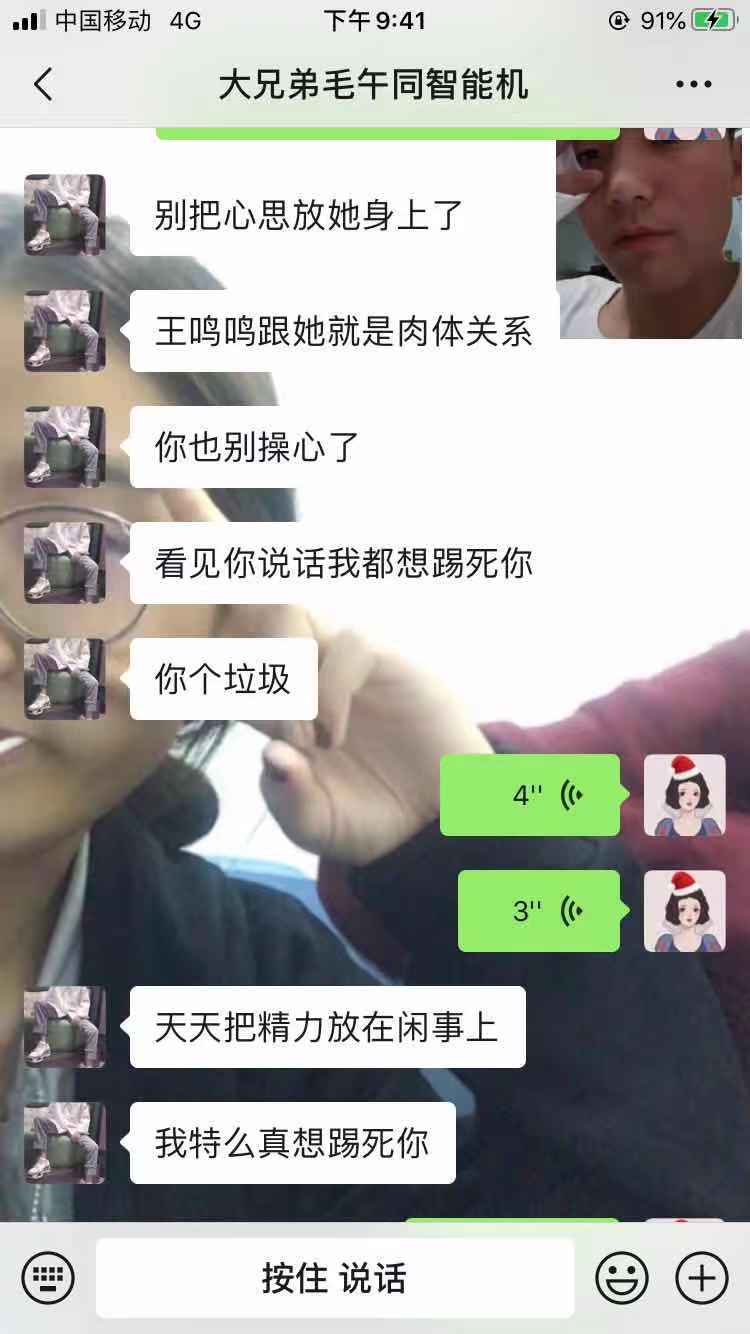 中国移动 4G 下午9:41 91%
大兄弟毛午同智能机
别把心思放她身上了
王鸣鸣跟她就是肉体关系
你也别操心了
看见你说话我都想踢死你
你个垃圾
4''
3''
天天把精力放在闲事上
我特么真想踢死你
按住 说话